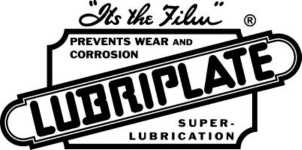 "It's the Film" ®
PREVENTS WEAR AND
CORROSION
LUBRIPLATE
SUPER-
LUBRICATION